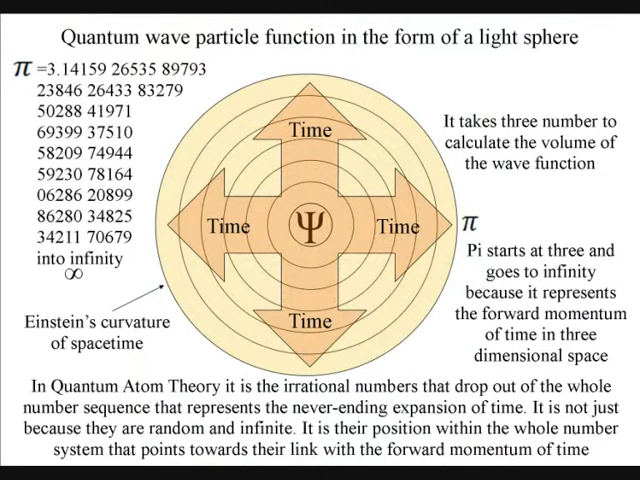 Quantum wave particle function in the form of a light sphere
π =3.14159 26535 89793
23846 26433 83279
50288 41971
69399 37510
58209 74944
59230 78164
06286 20899
86280 34825
34211 70679
into infinity
∞
Einstein's curvature
of spacetime
Time
Time
Ψ
Time
Time
It takes three number to
calculate the volume of
the wave function
π
Pi starts at three and
goes to infinity
because it represents
the forward momentum
of time in three
dimensional space
In Quantum Atom Theory it is the irrational numbers that drop out of the whole
number sequence that represents the never-ending expansion of time. It is not just
because they are random and infinite. It is their position within the whole number
system that points towards their link with the forward momentum of time